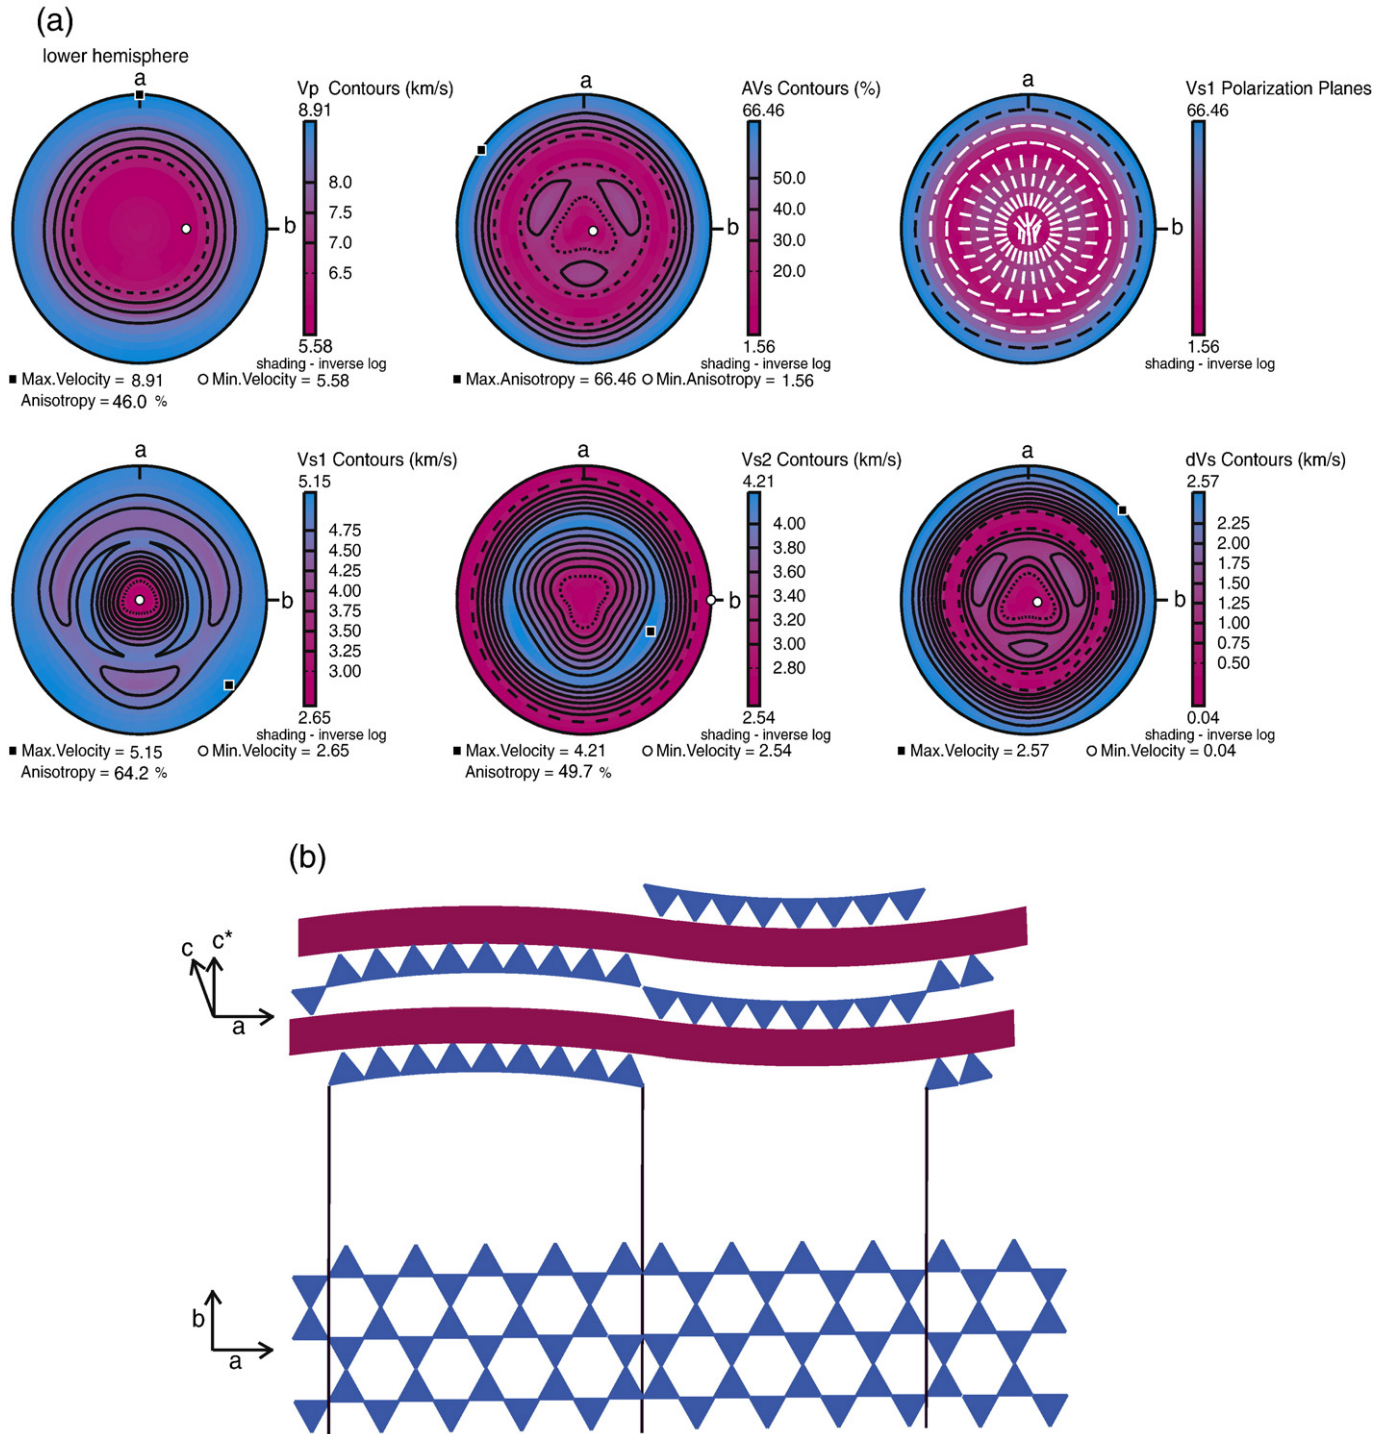 (a)
lower hemisphere
a
b
Vp Contours (km/s)
8.91
8.0
7.5
7.0
6.5
5.58
shading - inverse log
■ Max.Velocity = 8.91 ○ Min.Velocity = 5.58
Anisotropy = 46.0 %
a
b
AVs Contours (%)
66.46
50.0
40.0
30.0
20.0
1.56
shading - inverse log
■ Max.Anisotropy = 66.46 ○ Min.Anisotropy = 1.56
a
b
Vs1 Polarization Planes
66.46
1.56
shading - inverse log
a
b
Vs1 Contours (km/s)
5.15
4.75
4.50
4.25
4.00
3.75
3.50
3.25
3.00
2.65
shading - inverse log
■ Max.Velocity = 5.15 ○ Min.Velocity = 2.65
Anisotropy = 64.2 %
a
b
Vs2 Contours (km/s)
4.21
4.00
3.80
3.60
3.40
3.20
3.00
2.80
2.54
shading - inverse log
■ Max.Velocity = 4.21 ○ Min.Velocity = 2.54
Anisotropy = 49.7 %
a
b
dVs Contours (km/s)
2.57
2.25
2.00
1.75
1.50
1.25
1.00
0.75
0.50
0.04
shading - inverse log
■ Max.Velocity = 2.57 ○ Min.Velocity = 0.04
(b)
c c*
a
b
a